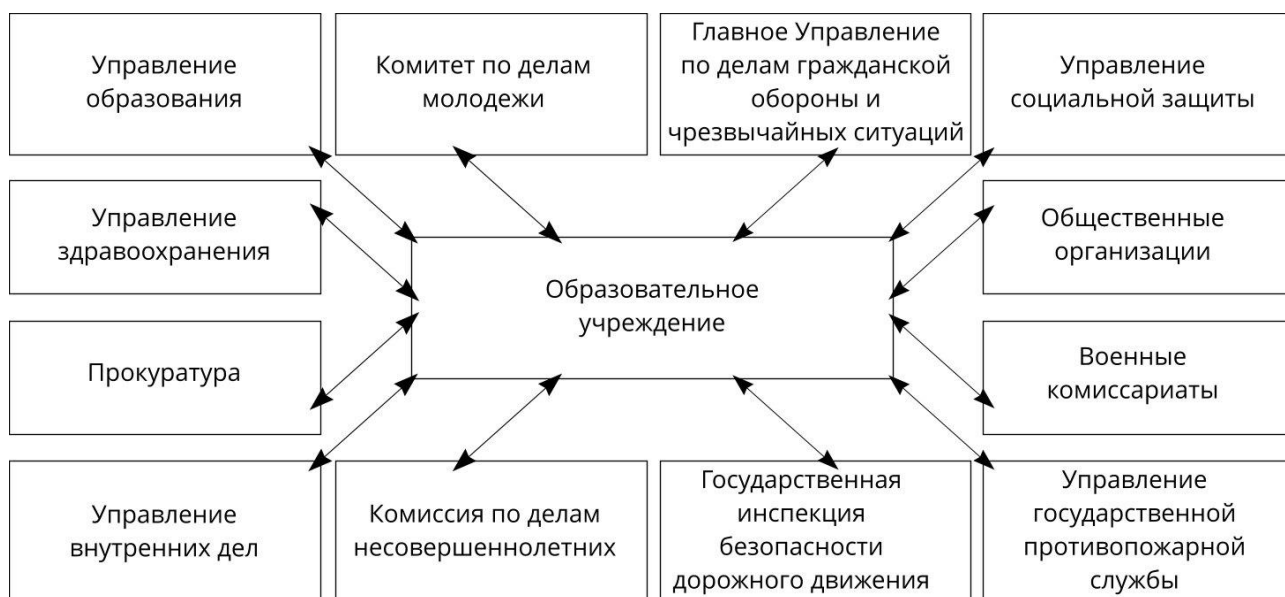 Управление
образования
Комитет по делам
молодежи
Главное Управление
по делам гражданской
обороны и
чрезвычайных ситуаций
Управление
социальной защиты
Управление
здравоохранения
Общественные
организации
Образовательное
учреждение
Прокуратура
Военные
комиссариаты
Управление
внутренних дел
Комиссия по делам
несовершеннолетних
Государственная
инспекция
безопасности
дорожного движения
Управление
государственной
противопожарной
службы